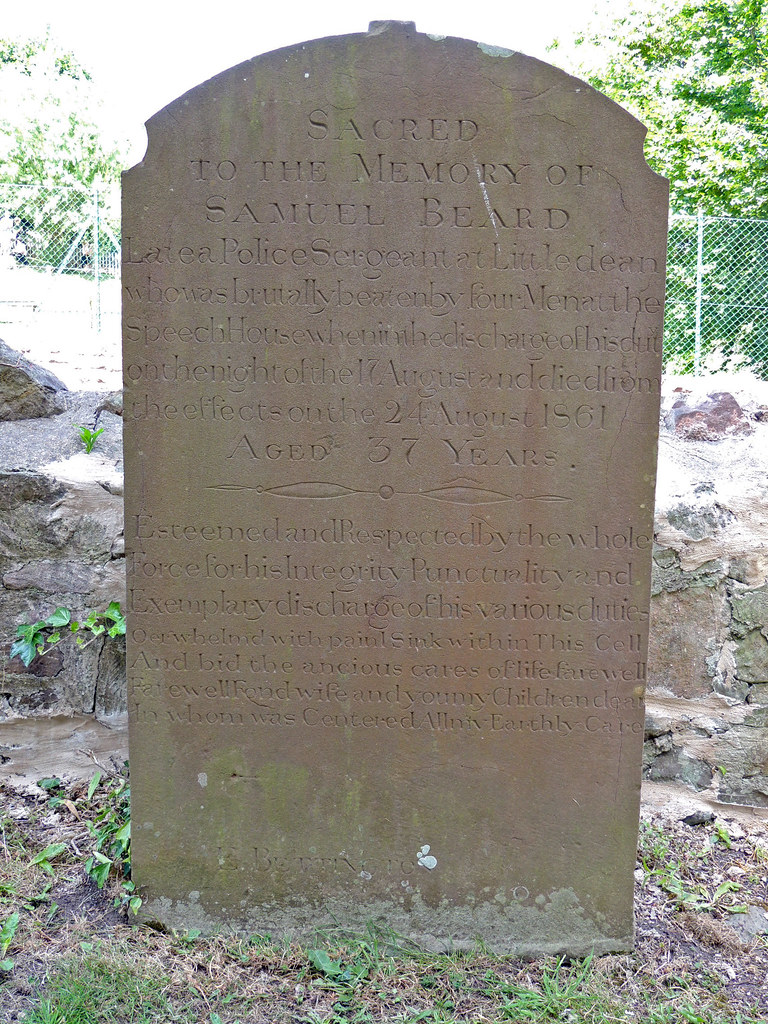 SACRED
TO THE MEMORY OF
SAMUEL BEARD
Late a Police Sergeant at Littledean
who was brutally beaten by four Men at the
Speech House when in the discharge of his dut
on the night of the 17 August and died from
the effects on the 24 August 1861
AGED 37 YEARS.
Esteemed and Respected by the whole
Force for his Integrity Punctuality and
Exemplary discharge of his various duties
Oerwhelmd with pain I Sink within This Cell
And bid the ancious cares of life farewell
Farewell Fond wife and you my Children dear
In whom was Centered All my Earthly Care